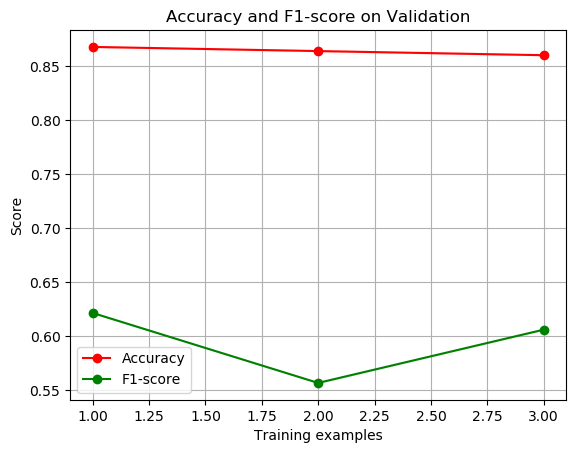 Accuracy and F1-score on Validation
Score
0.85
0.80
0.75
0.70
0.65
0.60
0.55
Accuracy
F1-score
1.00 1.25 1.50 1.75 2.00 2.25 2.50 2.75 3.00
Training examples